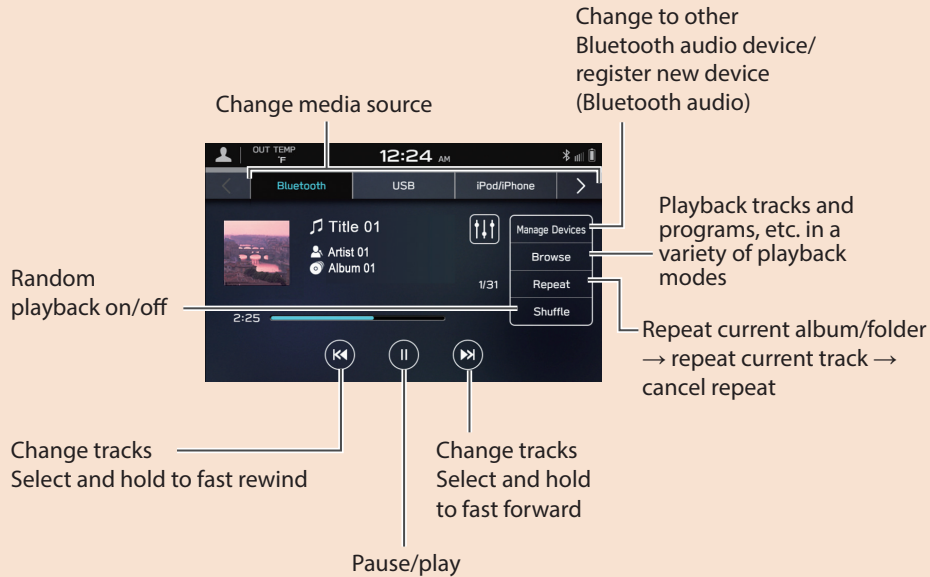 Change to other
Bluetooth audio device/
register new device
(Bluetooth audio)
Change media source
OUT TEMP
°F
12:24 AM
Bluetooth
USB
iPod/iPhone
Title 01
Artist 01
Album 01
1/31
2:25
Manage Devices
Browse
Repeat
Shuffle
Playback tracks and
programs, etc. in a
variety of playback
modes
Random
playback on/off
Repeat current album/folder
→ repeat current track →
cancel repeat
Change tracks
Select and hold to fast rewind
Change tracks
Select and hold
to fast forward
Pause/play